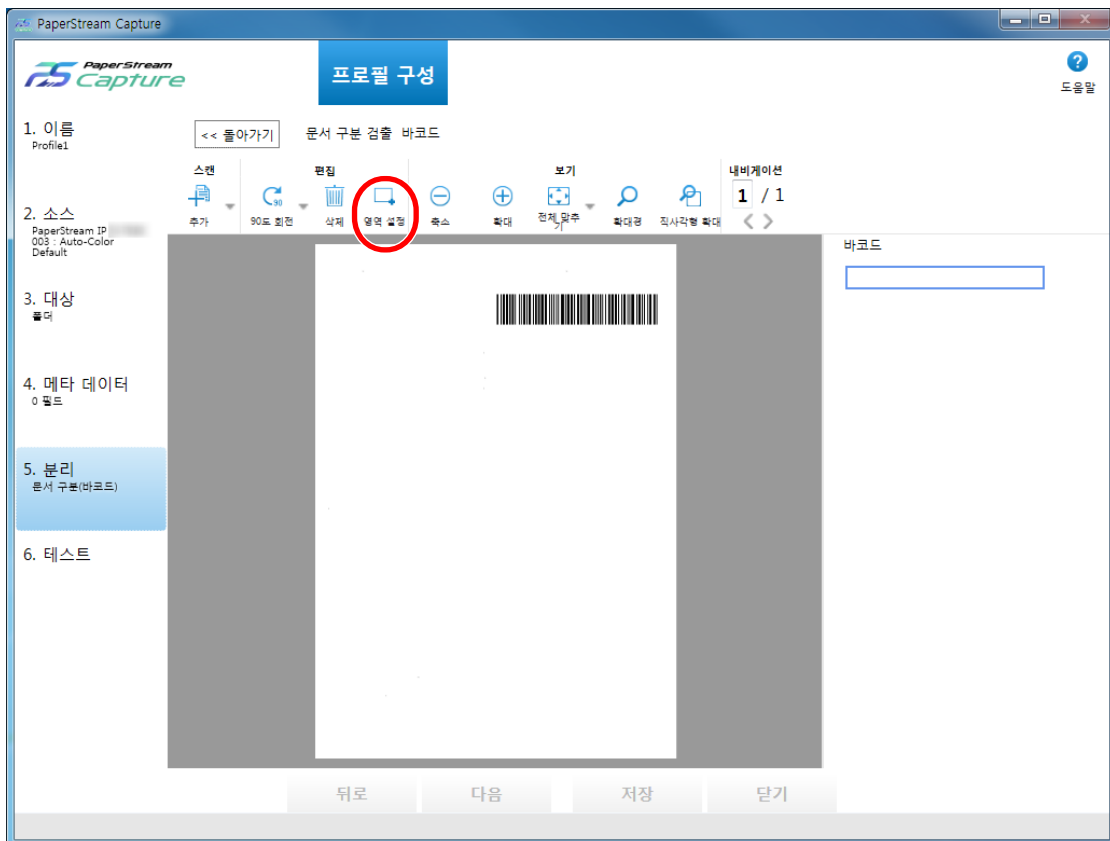 PaperStream Capture
PaperStream
Capture
프로필 구성
도움말
1. 이름
Profile1
<< 돌아가기
문서 구분 검출 바코드
스캔
편집
보기
내비게이션
추가
90
90도 회전
삭제
영역 설정
축소
확대
전체 맞추기
확대경
직사각형 확대
1 / 1
2. 소스
PaperStream IP
003 : Auto-Color
Default
바코드
3. 대상
폴더
4. 메타 데이터
0 필드
5. 분리
문서 구분(바코드)
6. 테스트
뒤로
다음
저장
닫기